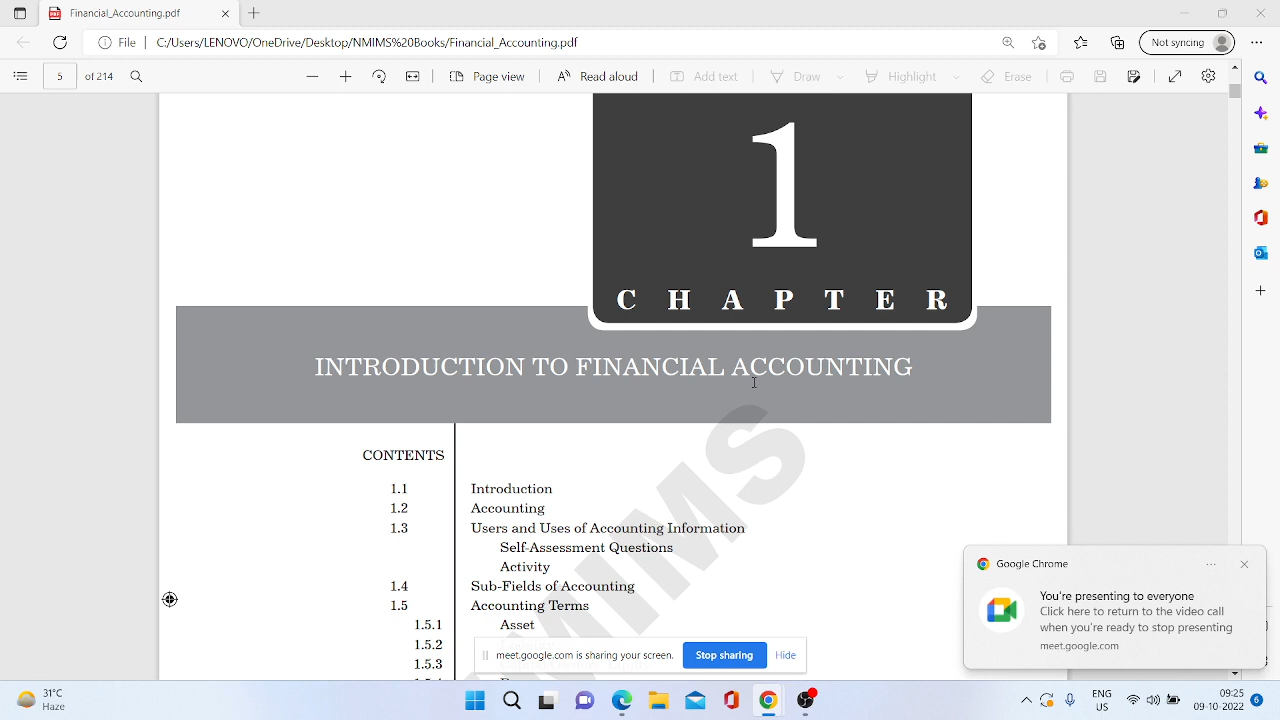 Financial_Accounting.pdf
File
C:/Users/LENOVO/OneDrive/Desktop/NMIMS%20Books/Financial_Accounting.pdf
Not syncing
5 of 214
Page view
Read aloud
Add text
Draw
Highlight
Erase
1
CHAPTER
INTRODUCTION TO FINANCIAL ACCOUNTING
CONTENTS
1.1 Introduction
1.2 Accounting
1.3 Users and Uses of Accounting Information
Self-Assessment Questions
Activity
1.4 Sub-Fields of Accounting
1.5 Accounting Terms
1.5.1 Asset
1.5.2
1.5.3
NMIMS
Google Chrome
You're presenting to everyone
Click here to return to the video call
when you're ready to stop presenting
meet.google.com
meet.google.com is sharing your screen.
Stop sharing
Hide
31°C
Haze
ENG
US
09:25
09-10-2022
6